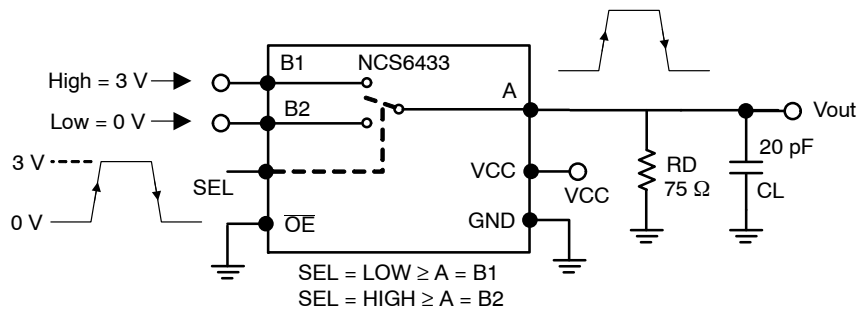 B1
NCS6433
High = 3 V
A
B2
Low = 0 V
Vout
3 V
20 pF
SEL
VCC
RD
75 Ω
CL
VCC
0 V
OE
GND
SEL = LOW ≥ A = B1
SEL = HIGH ≥ A = B2